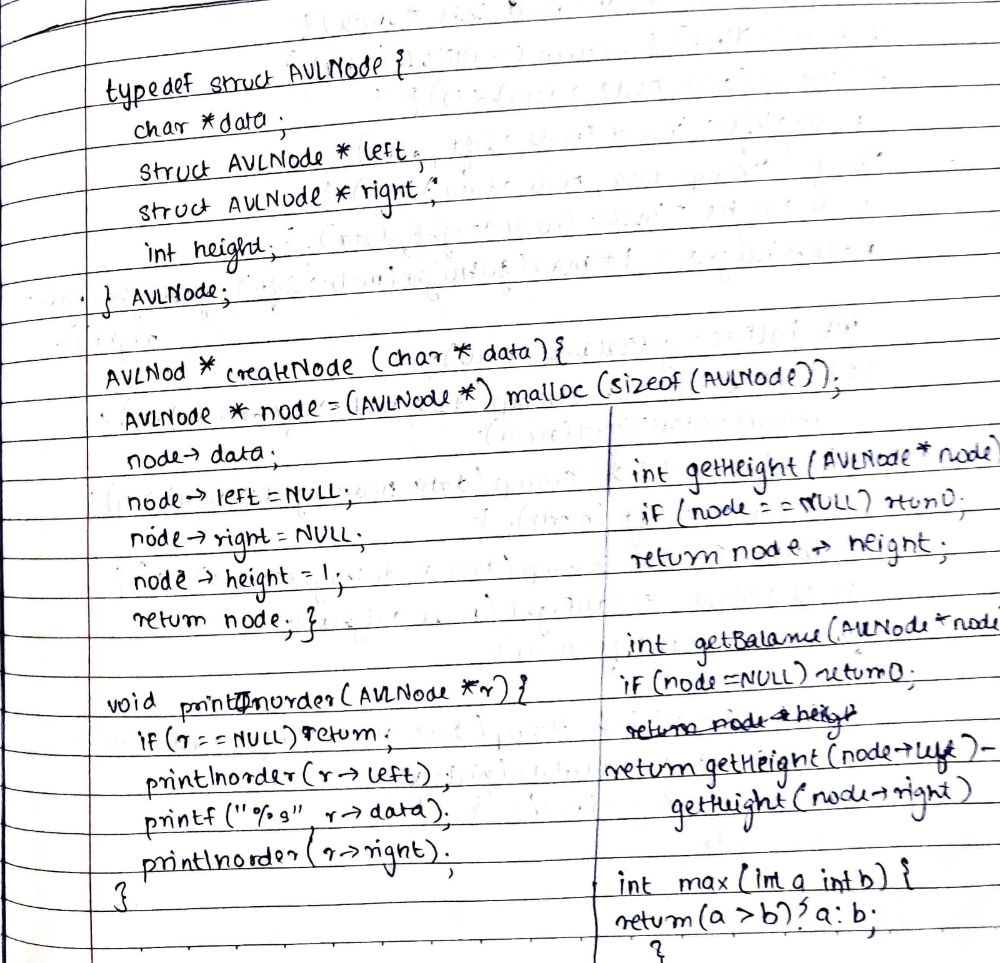 typedef struct AVLNode {
char *data;
struct AVLNode * left;
struct AVLNode * right;
int height;
} AVLNode;
AVLNod * createNode (char * data) {
AVLNode * node = (AVLNode *) malloc (sizeof (AVLNode));
node → data;
node → left = NULL;
node → right = NULL;
node → height = 1;
return node; }
void printInorder (AVLNode *r) {
if (r == NULL) return;
printInorder (r → left);
printf ("%s", r → data);
printInorder (r → right);
}
int getHeight (AVLNode * node)
if (node == NULL) retun 0;
return node → height;
int getBalance (AVLNode * node
if (node = NULL) return 0;
return node → heigt
return getHeight (node → left) -
getHeight (node → right)
int max (int a int b) {
return (a > b) ? a : b;
}